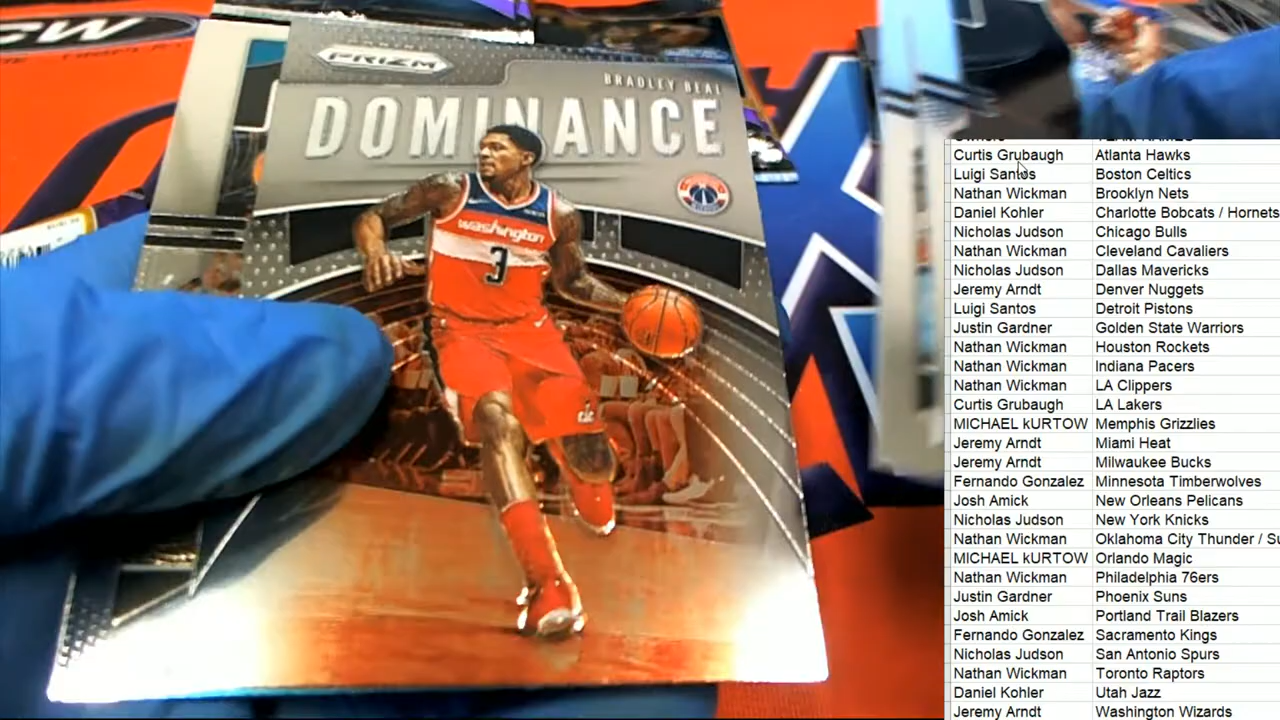 CW
PRIZM
BRADLEY BEAL
DOMINANCE
washington
3
Curtis Grubaugh Atlanta Hawks
Luigi Santos Boston Celtics
Nathan Wickman Brooklyn Nets
Daniel Kohler Charlotte Bobcats / Hornets
Nicholas Judson Chicago Bulls
Nathan Wickman Cleveland Cavaliers
Nicholas Judson Dallas Mavericks
Jeremy Arndt Denver Nuggets
Luigi Santos Detroit Pistons
Justin Gardner Golden State Warriors
Nathan Wickman Houston Rockets
Nathan Wickman Indiana Pacers
Nathan Wickman LA Clippers
Curtis Grubaugh LA Lakers
MICHAEL kURTOW Memphis Grizzlies
Jeremy Arndt Miami Heat
Jeremy Arndt Milwaukee Bucks
Fernando Gonzalez Minnesota Timberwolves
Josh Amick New Orleans Pelicans
Nicholas Judson New York Knicks
Nathan Wickman Oklahoma City Thunder / Su
MICHAEL kURTOW Orlando Magic
Nathan Wickman Philadelphia 76ers
Justin Gardner Phoenix Suns
Josh Amick Portland Trail Blazers
Fernando Gonzalez Sacramento Kings
Nicholas Judson San Antonio Spurs
Nathan Wickman Toronto Raptors
Daniel Kohler Utah Jazz
Jeremy Arndt Washington Wizards